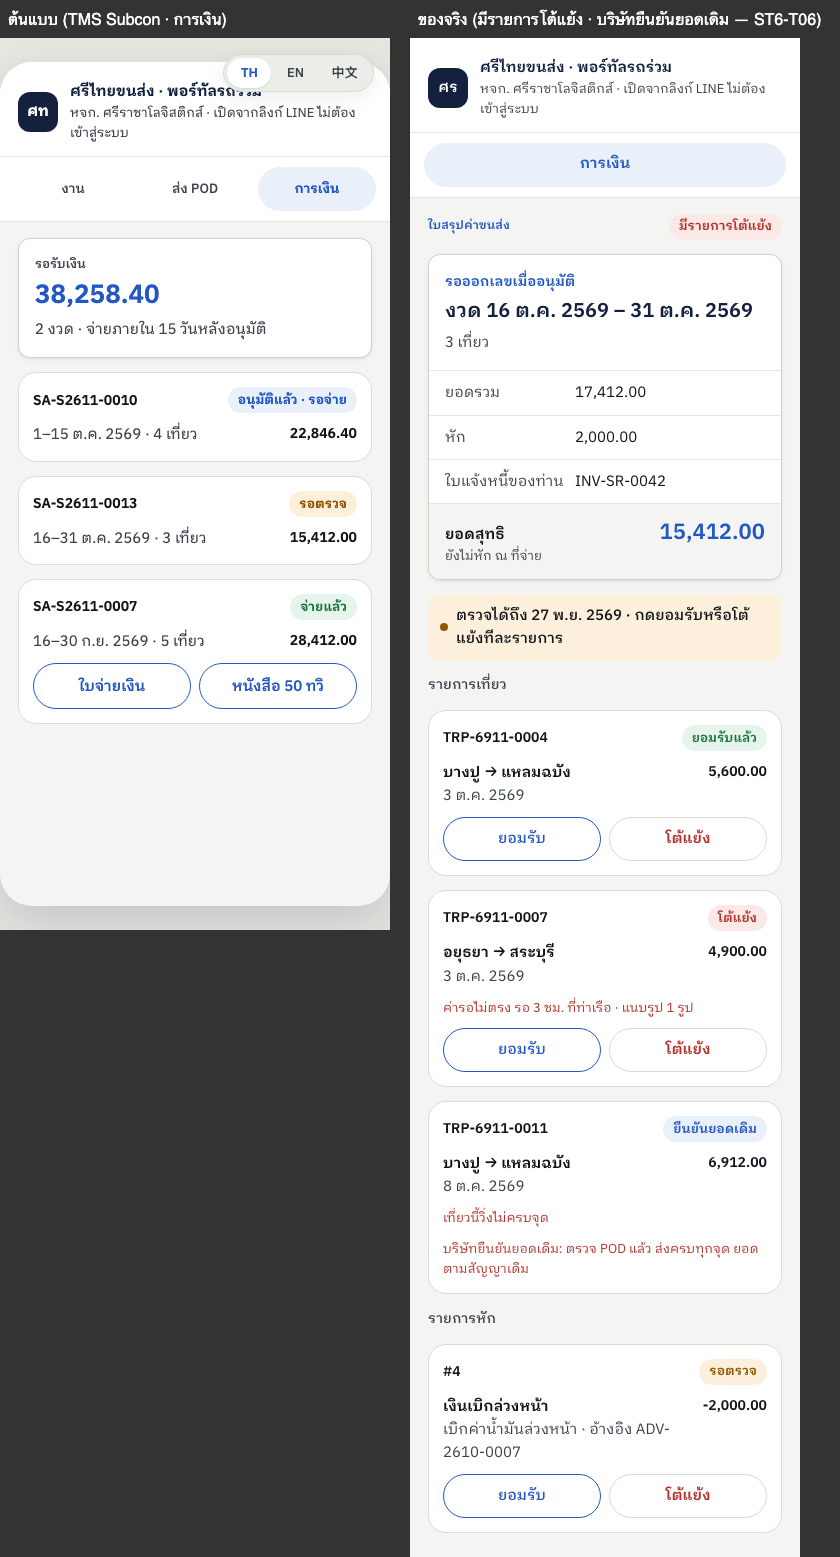 ต้นแบบ (TMS Subcon · การเงิน)
TH EN 中文
ศท
ศรีไทยขนส่ง · พอร์ทัลรถร่วม
หจก. ศรีราชาโลจิสติกส์ · เปิดจากลิงก์ LINE ไม่ต้อง
เข้าสู่ระบบ
งาน ส่ง POD การเงิน
รอรับเงิน
38,258.40
2 งวด · จ่ายภายใน 15 วันหลังอนุมัติ
SA-S2611-0010 อนุมัติแล้ว · รอจ่าย
1–15 ต.ค. 2569 · 4 เที่ยว 22,846.40
SA-S2611-0013 รอตรวจ
16–31 ต.ค. 2569 · 3 เที่ยว 15,412.00
SA-S2611-0007 จ่ายแล้ว
16–30 ก.ย. 2569 · 5 เที่ยว 28,412.00
ใบจ่ายเงิน หนังสือ 50 ทวิ
ของจริง (มีรายการโต้แย้ง · บริษัทยืนยันยอดเดิม — ST6-T06)
ศร
ศรีไทยขนส่ง · พอร์ทัลรถร่วม
หจก. ศรีราชาโลจิสติกส์ · เปิดจากลิงก์ LINE ไม่ต้อง
เข้าสู่ระบบ
การเงิน
ใบสรุปค่าขนส่ง มีรายการโต้แย้ง
รอออกเลขเมื่ออนุมัติ
งวด 16 ต.ค. 2569 – 31 ต.ค. 2569
3 เที่ยว
ยอดรวม 17,412.00
หัก 2,000.00
ใบแจ้งหนี้ของท่าน INV-SR-0042
ยอดสุทธิ 15,412.00
ยังไม่หัก ณ ที่จ่าย
ตรวจได้ถึง 27 พ.ย. 2569 · กดยอมรับหรือโต้
แย้งทีละรายการ
รายการเที่ยว
TRP-6911-0004 ยอมรับแล้ว
บางปู → แหลมฉบัง 5,600.00
3 ต.ค. 2569
ยอมรับ โต้แย้ง
TRP-6911-0007 โต้แย้ง
อยุธยา → สระบุรี 4,900.00
3 ต.ค. 2569
ค่ารอไม่ตรง รอ 3 ชม. ที่ท่าเรือ · แนบรูป 1 รูป
ยอมรับ โต้แย้ง
TRP-6911-0011 ยืนยันยอดเดิม
บางปู → แหลมฉบัง 6,912.00
8 ต.ค. 2569
เที่ยวนี้วิ่งไม่ครบจุด
บริษัทยืนยันยอดเดิม: ตรวจ POD แล้ว ส่งครบทุกจุด ยอด
ตามสัญญาเดิม
รายการหัก
#4 รอตรวจ
เงินเบิกล่วงหน้า -2,000.00
เบิกค่าน้ำมันล่วงหน้า · อ้างอิง ADV-
2610-0007
ยอมรับ โต้แย้ง